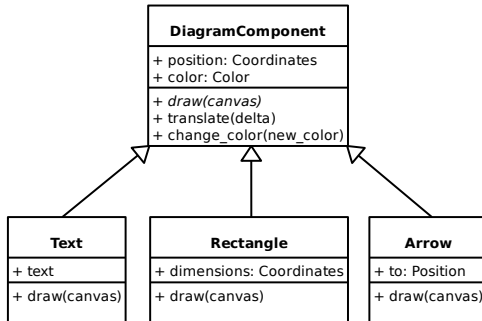 DiagramComponent
+ position: Coordinates
+ color: Color
+ draw(canvas)
+ translate(delta)
+ change_color(new_color)
Text
+ text
+ draw(canvas)
Rectangle
+ dimensions: Coordinates
+ draw(canvas)
Arrow
+ to: Position
+ draw(canvas)